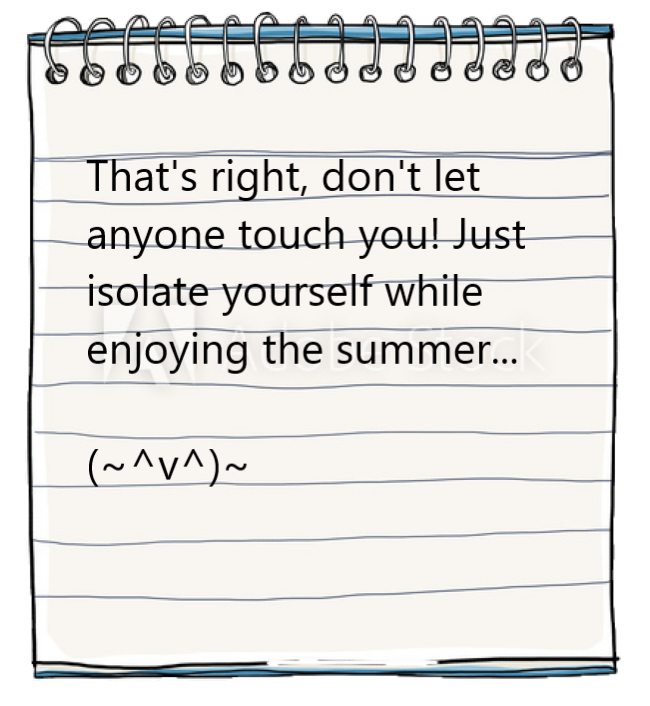 That's right, don't let
anyone touch you! Just
isolate yourself while
enjoying the summer...
(~^v^)~
Adobe Stock